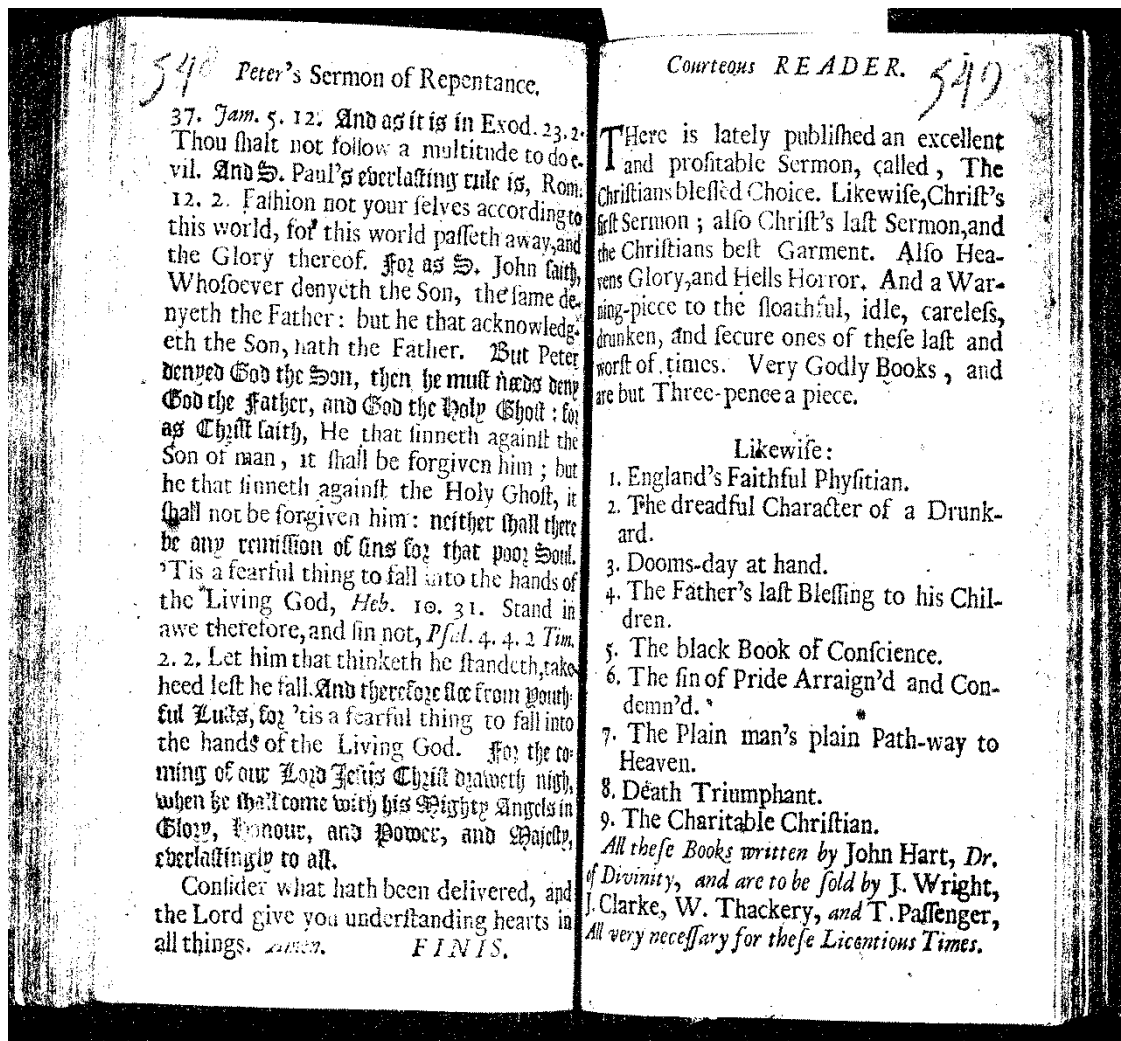 548
Peter's Sermon of Repentance.
37. Jam. 5. 12. And as it is in Exod. 23. 2.
Thou ſhalt not follow a multitude to do e-
vil. And S. Paul's everlaſting rule is, Rom.
12. 2. Faſhion not your ſelves according to
this world, for this world paſſeth away, and
the Glory thereof. For as S. John ſaith,
Whoſoever denyeth the Son, the ſame de-
nyeth the Father: but he that acknowledg-
eth the Son, hath the Father. But Peter
denyed God the Son, then he muſt needs deny
God the Father, and God the Holy Ghoſt: for
as Chriſt ſaith, He that ſinneth againſt the
Son of man, it ſhall be forgiven him; but
he that ſinneth againſt the Holy Ghoſt, it
ſhall not be forgiven him: neither ſhall there
be any remiſſion of ſins for that poor Soul.
'Tis a fearful thing to fall into the hands of
the Living God, Heb. 10. 31. Stand in
awe therefore, and ſin not, Pſal. 4. 4. 2 Tim.
2. 2. Let him that thinketh he ſtandeth, take
heed leſt he fall. And therefore flee from youth-
ful Luſts, for 'tis a fearful thing to fall into
the hands of the Living God. For the co-
ming of our Lord Jeſus Chriſt draweth nigh,
when he ſhall come with his Mighty Angels in
Glory, Honour, and Power, and Majeſty,
everlaſtingly to all.
Conſider what hath been delivered, and
the Lord give you underſtanding hearts in
all things. Amen. FINIS.
549
Courteous READER.
THere is lately publiſhed an excellent
and profitable Sermon, called, The
Chriſtians bleſſed Choice. Likewiſe, Chriſt's
firſt Sermon; alſo Chriſt's laſt Sermon, and
the Chriſtians beſt Garment. Alſo Hea-
vens Glory, and Hells Horror. And a War-
ning-piece to the ſloathful, idle, careleſs,
drunken, and ſecure ones of theſe laſt and
worſt of times. Very Godly Books, and
are but Three-pence a piece.
Likewiſe:
1. England's Faithful Phyſitian.
2. The dreadful Character of a Drunk-
ard.
3. Dooms-day at hand.
4. The Father's laſt Bleſſing to his Chil-
dren.
5. The black Book of Conſcience.
6. The ſin of Pride Arraign'd and Con-
demn'd.
7. The Plain man's plain Path-way to
Heaven.
8. Death Triumphant.
9. The Charitable Chriſtian.
All theſe Books written by John Hart, Dr.
of Divinity, and are to be ſold by J. Wright,
J. Clarke, W. Thackery, and T. Paſſenger,
All very neceſſary for theſe Licentious Times.